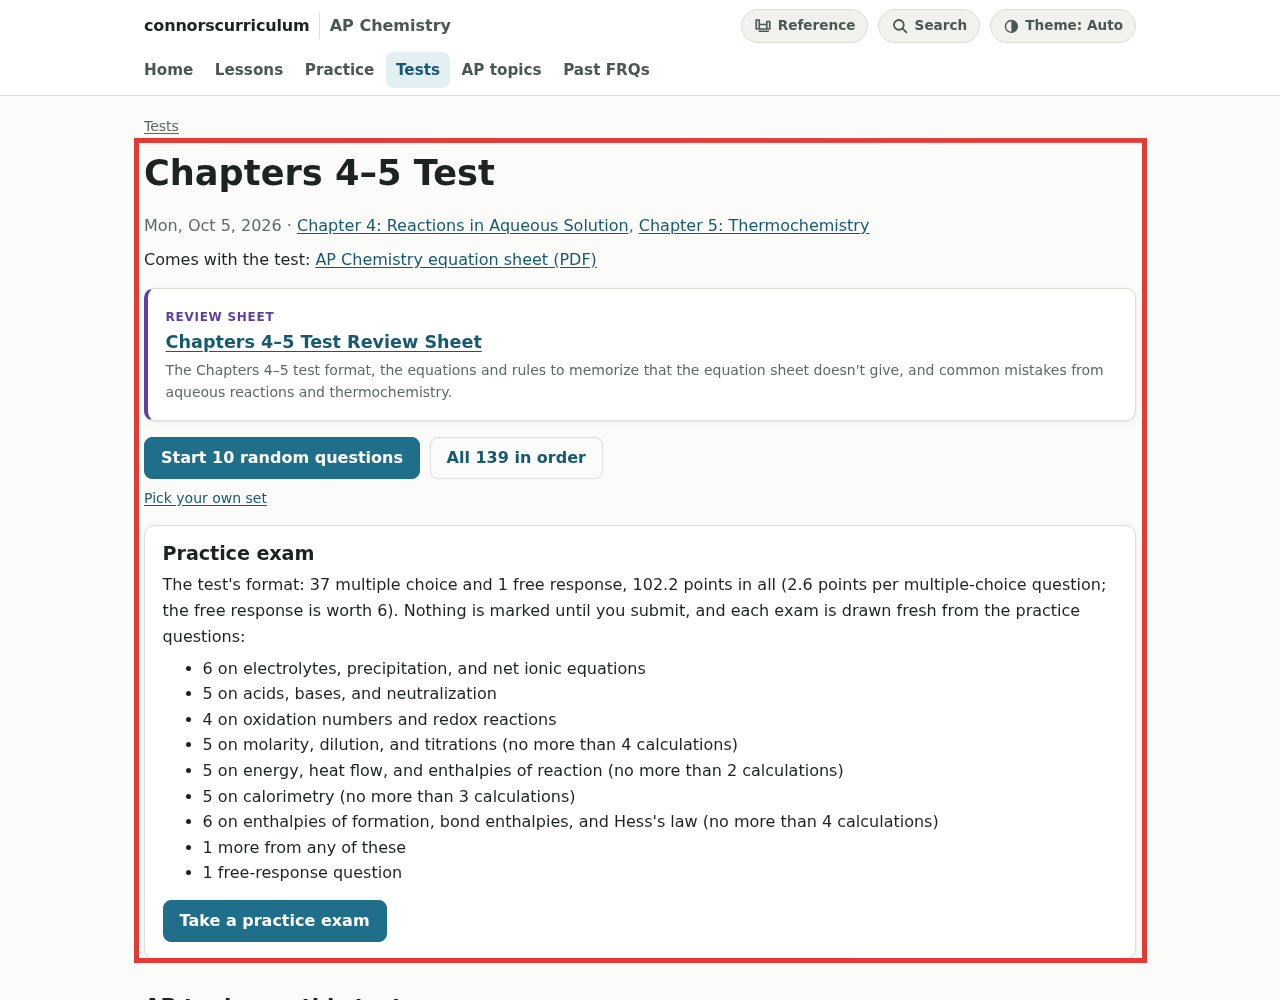 connorscurriculum
AP Chemistry
Reference
Search
Theme: Auto
Home
Lessons
Practice
Tests
AP topics
Past FRQs
Tests
Chapters 4–5 Test
Mon, Oct 5, 2026 · Chapter 4: Reactions in Aqueous Solution, Chapter 5: Thermochemistry
Comes with the test: AP Chemistry equation sheet (PDF)
REVIEW SHEET
Chapters 4–5 Test Review Sheet
The Chapters 4–5 test format, the equations and rules to memorize that the equation sheet doesn't give, and common mistakes from
aqueous reactions and thermochemistry.
Start 10 random questions
All 139 in order
Pick your own set
Practice exam
The test's format: 37 multiple choice and 1 free response, 102.2 points in all (2.6 points per multiple-choice question;
the free response is worth 6). Nothing is marked until you submit, and each exam is drawn fresh from the practice
questions:
• 6 on electrolytes, precipitation, and net ionic equations
• 5 on acids, bases, and neutralization
• 4 on oxidation numbers and redox reactions
• 5 on molarity, dilution, and titrations (no more than 4 calculations)
• 5 on energy, heat flow, and enthalpies of reaction (no more than 2 calculations)
• 5 on calorimetry (no more than 3 calculations)
• 6 on enthalpies of formation, bond enthalpies, and Hess's law (no more than 4 calculations)
• 1 more from any of these
• 1 free-response question
Take a practice exam